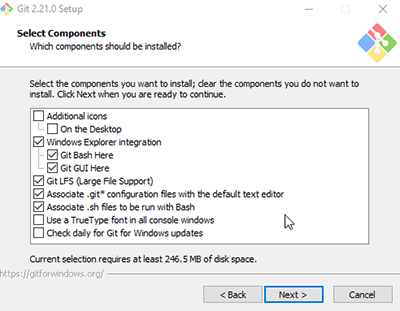 Git 2.21.0 Setup
Select Components
Which components should be installed?
Select the components you want to install; clear the components you do not want to
install. Click Next when you are ready to continue.
Additional icons
On the Desktop
Windows Explorer integration
Git Bash Here
Git GUI Here
Git LFS (Large File Support)
Associate .git* configuration files with the default text editor
Associate .sh files to be run with Bash
Use a TrueType font in all console windows
Check daily for Git for Windows updates
Current selection requires at least 246.5 MB of disk space.
https://gitforwindows.org/
< Back
Next >
Cancel